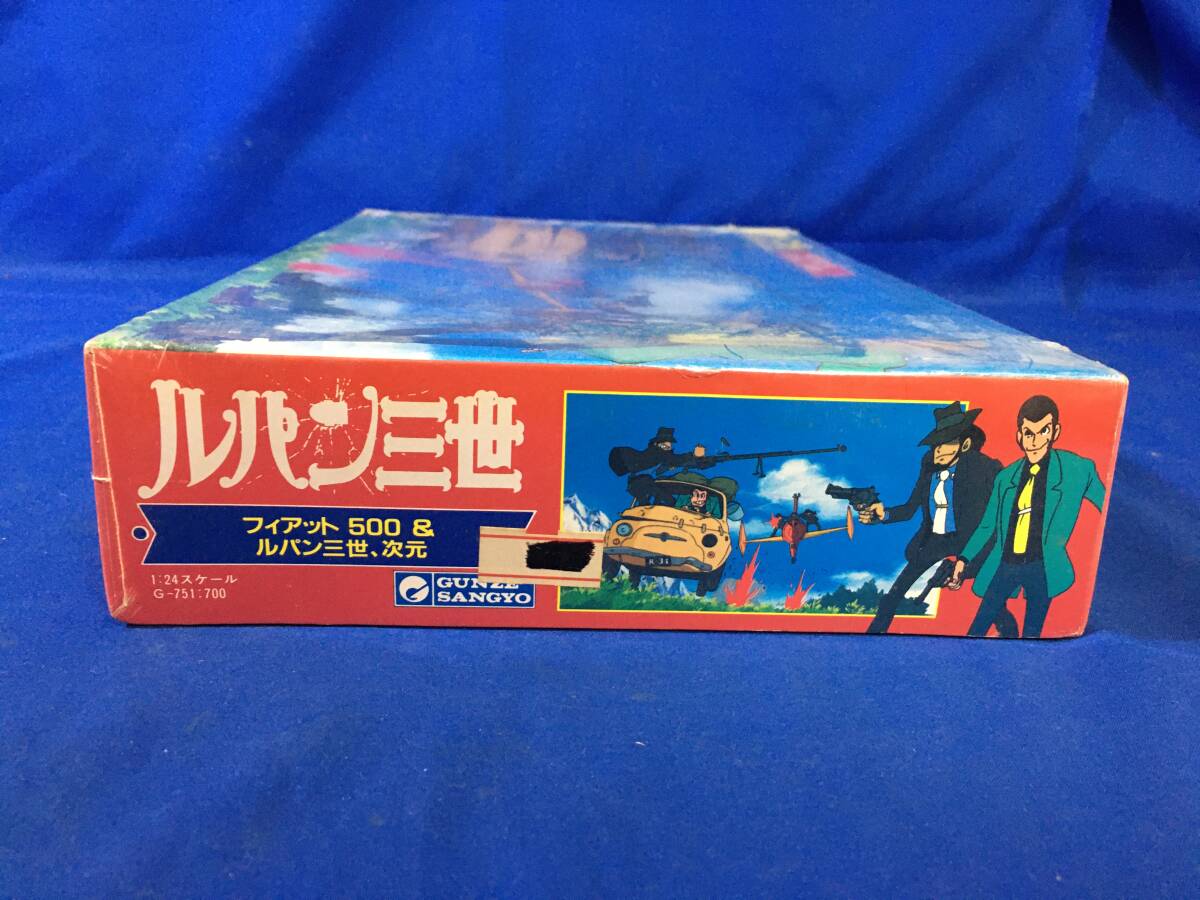 ルパン三世
フィアット 500 &
ルパン三世、次元
1:24スケール
G-751:700
GUNZE
SANGYO
R-33